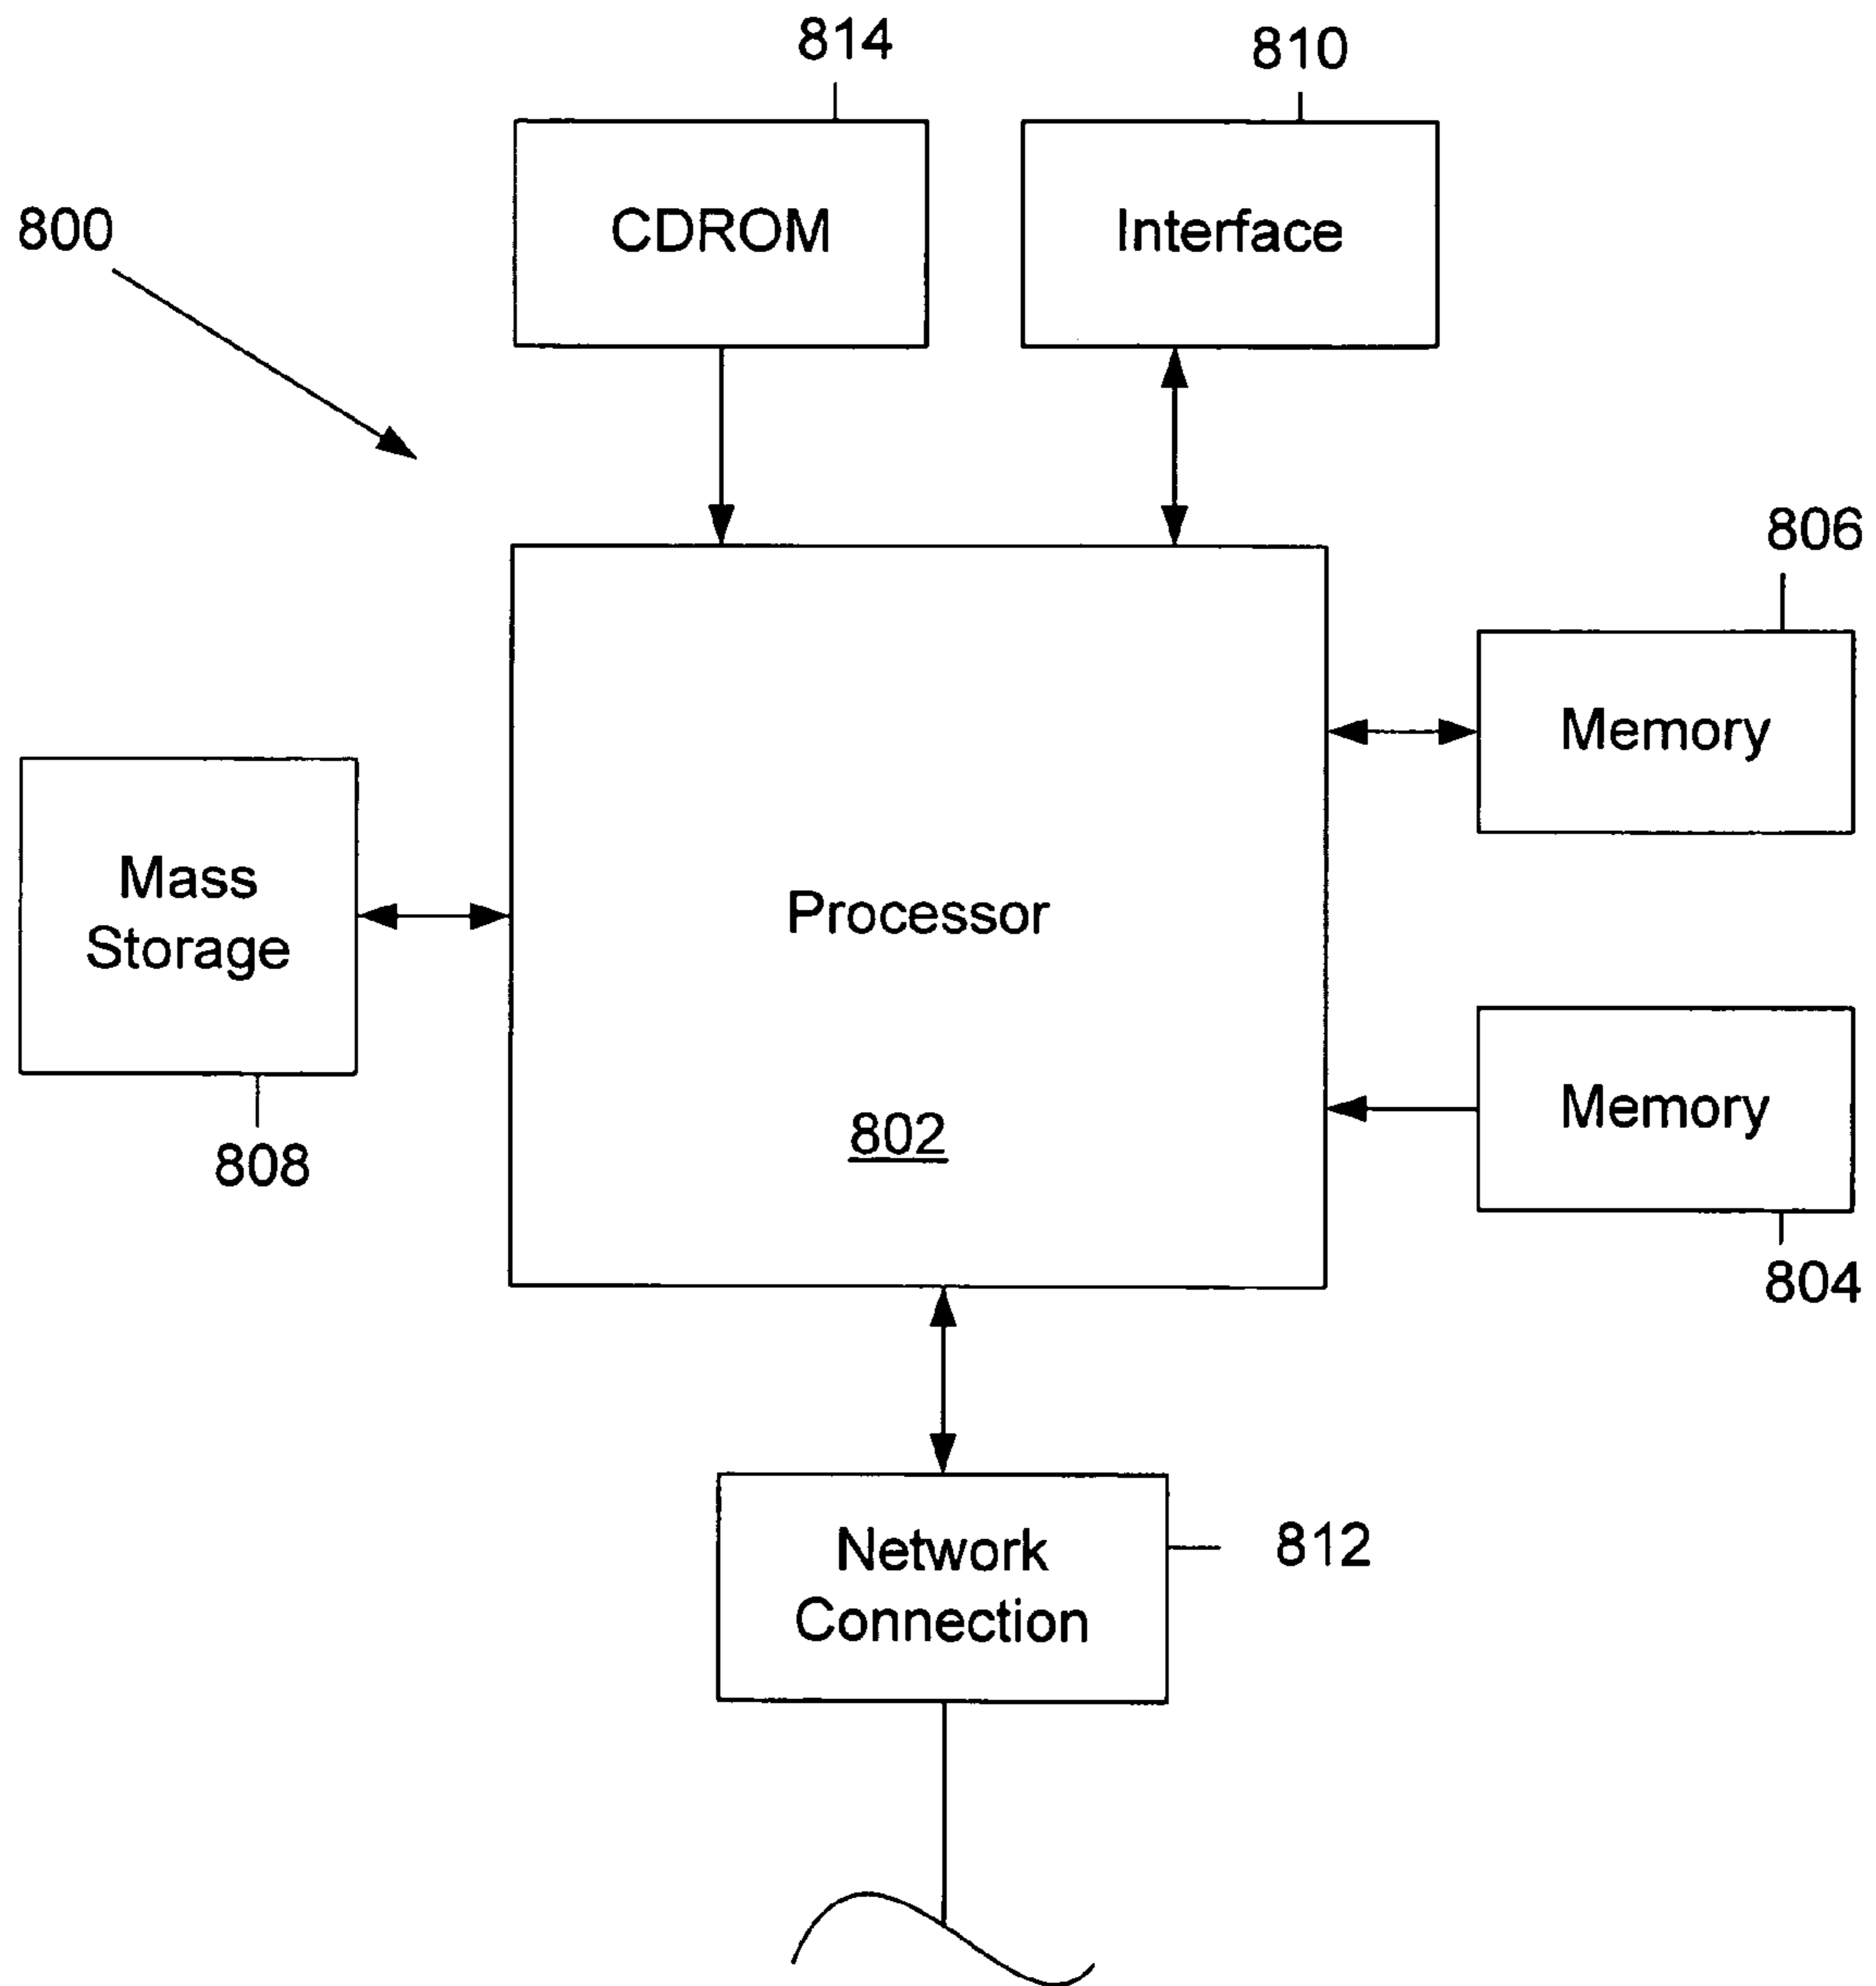 814
810
800
CDROM
Interface
806
Memory
Mass
Storage
Processor
Memory
802
808
804
Network
Connection
812